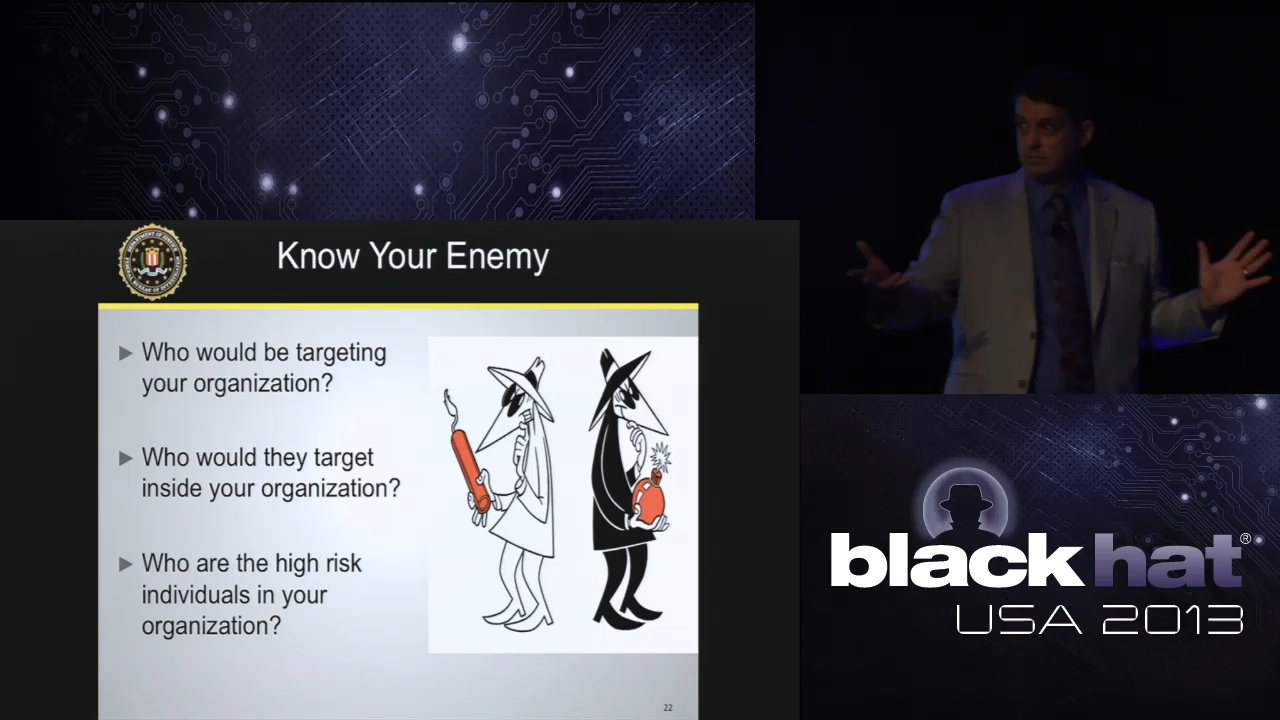 Know Your Enemy
Who would be targeting
your organization?
Who would they target
inside your organization?
Who are the high risk
individuals in your
organization?
22
black hat®
USA 2013